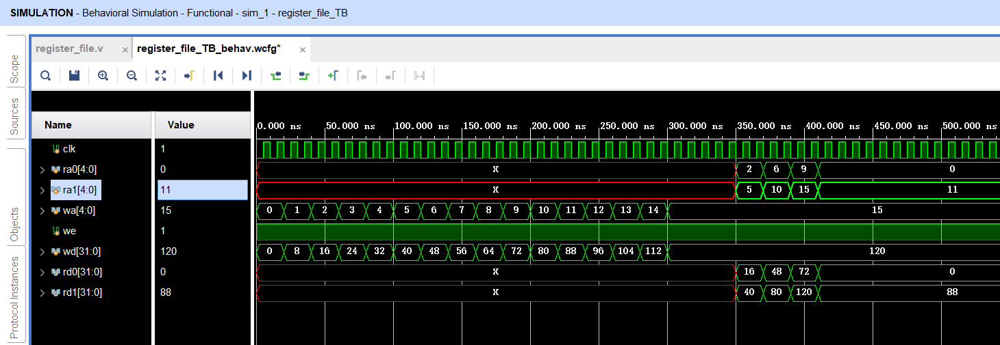 SIMULATION - Behavioral Simulation - Functional - sim_1 - register_file_TB
Scope
Sources
Objects
Protocol Instances
register_file.v × register_file_TB_behav.wcfg* ×
Name Value
0.000 ns 50.000 ns 100.000 ns 150.000 ns 200.000 ns 250.000 ns 300.000 ns 350.000 ns 400.000 ns 450.000 ns 500.000 ns
clk 1
ra0[4:0] 0 X 2 6 9 0
ra1[4:0] 11 X 5 10 15 11
wa[4:0] 15 0 1 2 3 4 5 6 7 8 9 10 11 12 13 14 15
we 1
wd[31:0] 120 0 8 16 24 32 40 48 56 64 72 80 88 96 104 112 120
rd0[31:0] 0 X 16 48 72 0
rd1[31:0] 88 X 40 80 120 88